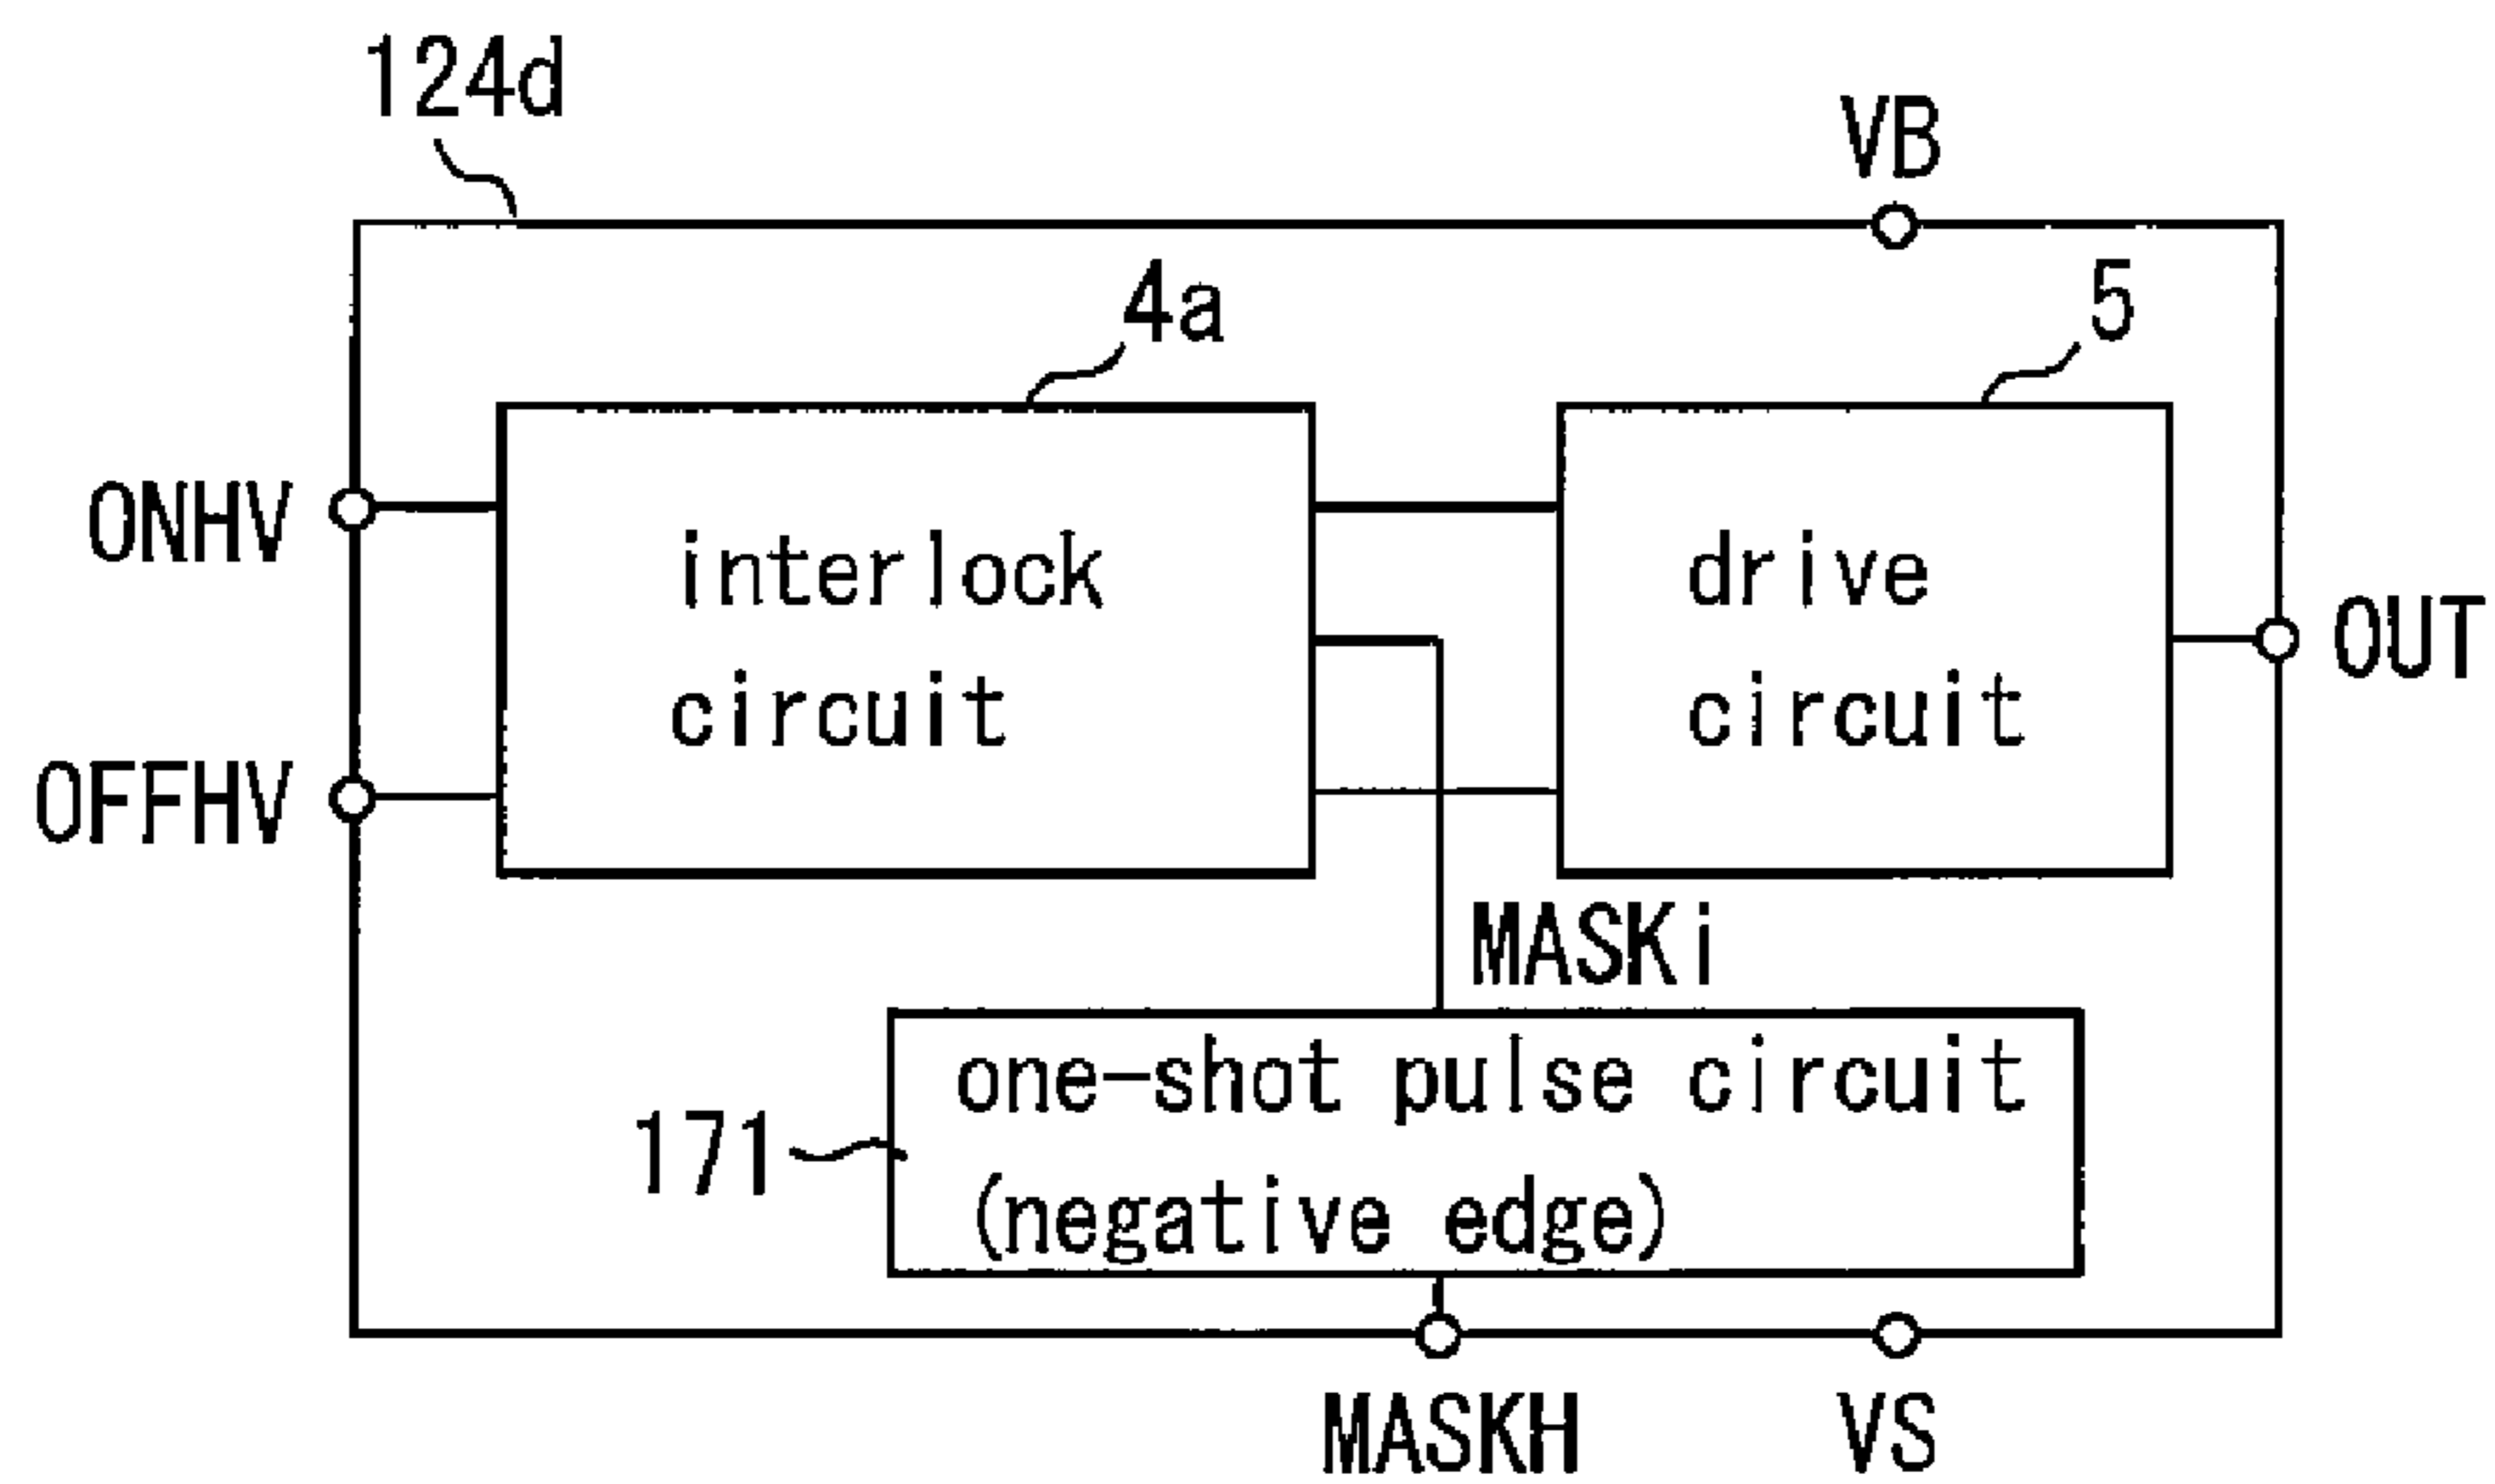 124d
VB
4a
5
ONHV
interlock
circuit
drive
circuit
OUT
OFFHV
MASKi
171
one-shot pulse circuit
(negative edge)
MASKH
VS